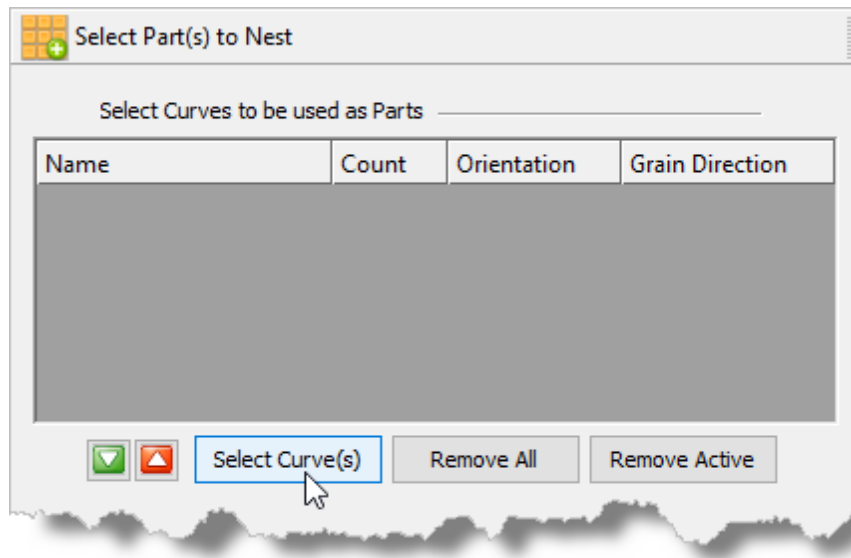 Select Part(s) to Nest
Select Curves to be used as Parts
Name Count Orientation Grain Direction
Select Curve(s) Remove All Remove Active